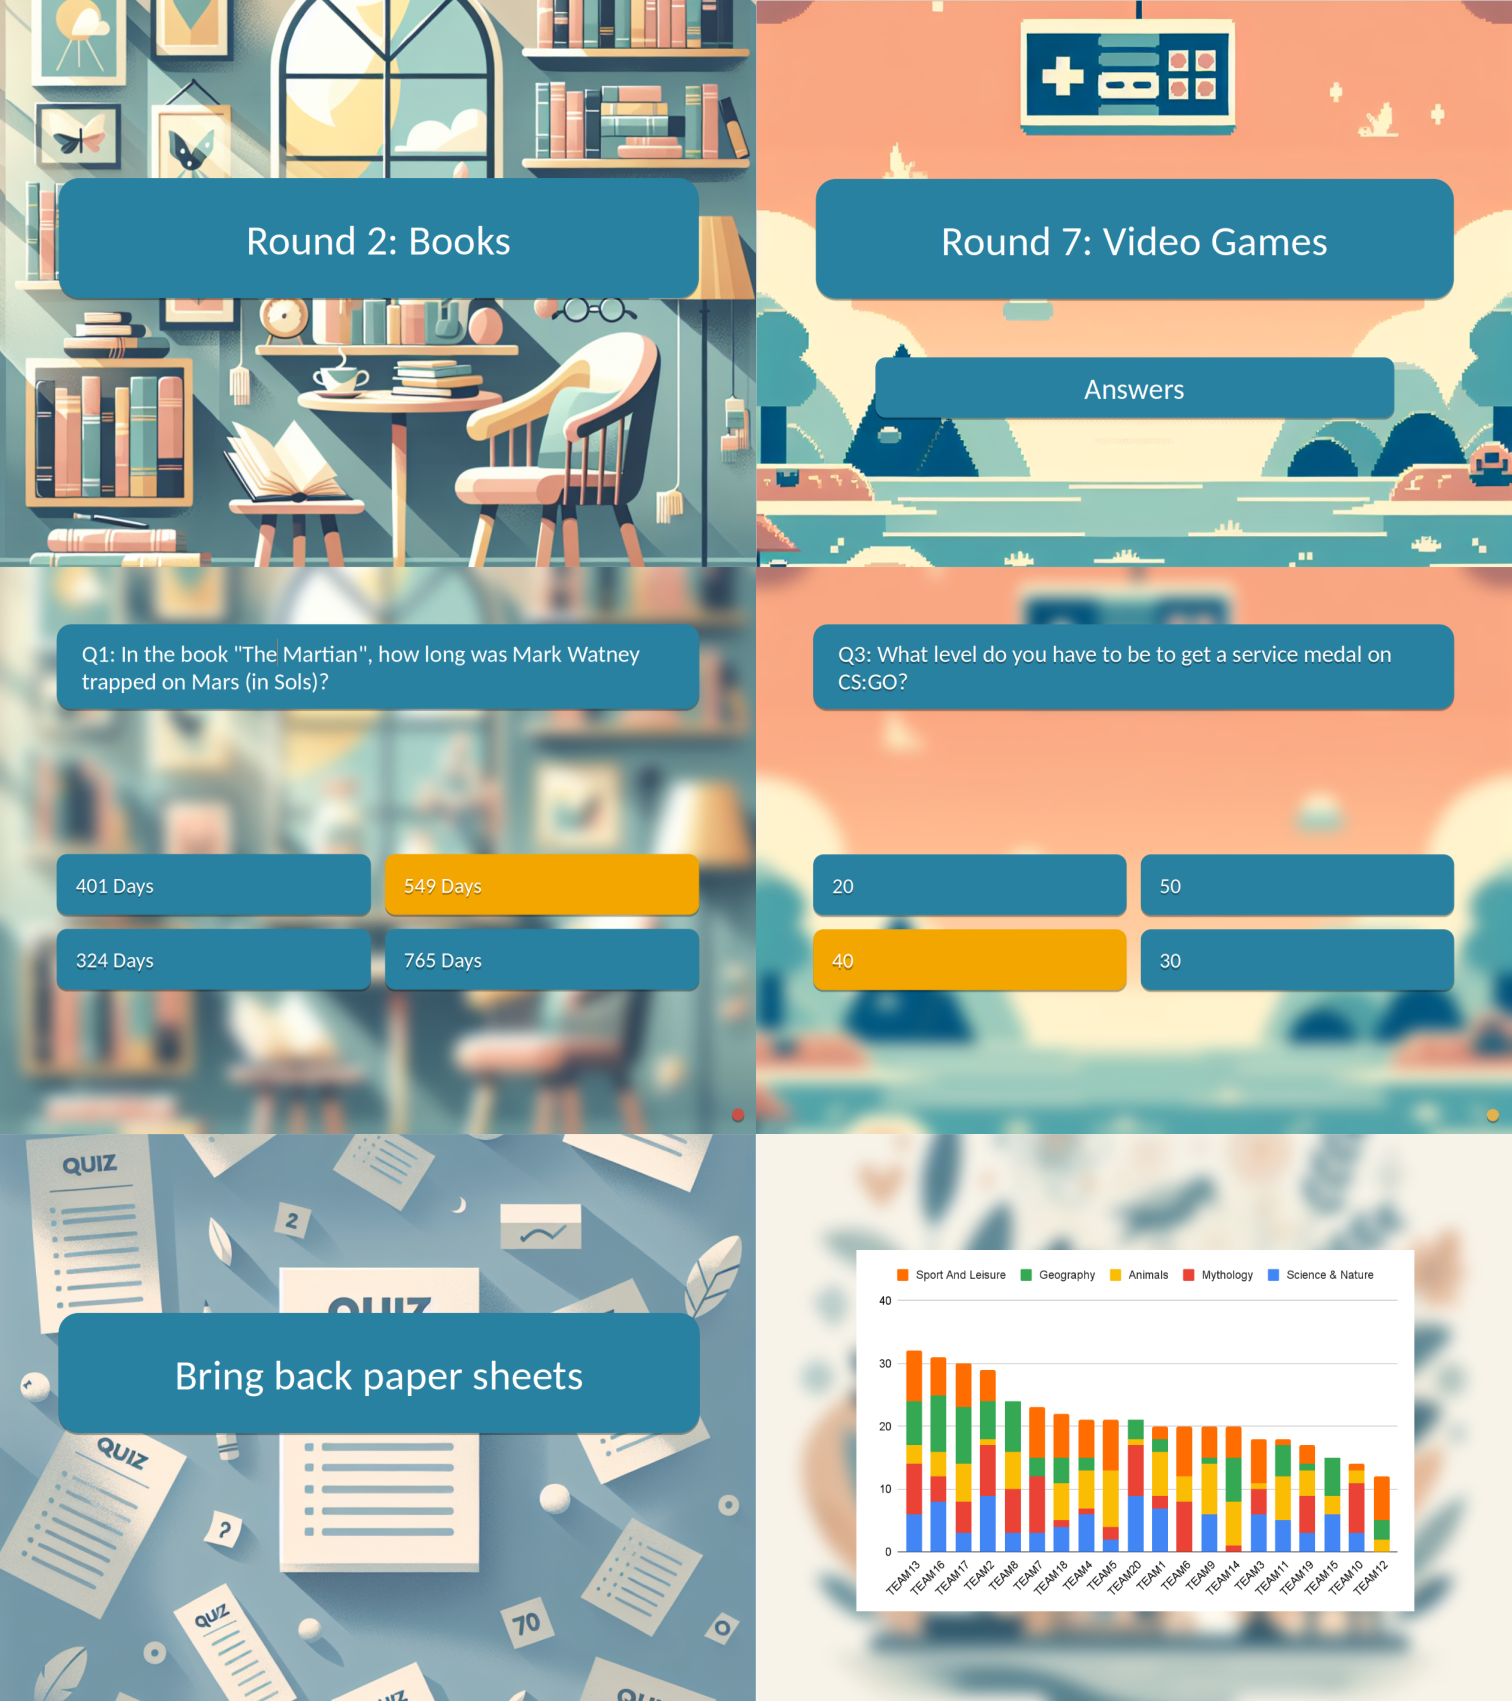 Round 2: Books
Round 7: Video Games
Answers
Q1: In the book "The Martian", how long was Mark Watney
trapped on Mars (in Sols)?
401 Days
549 Days
324 Days
765 Days
Q3: What level do you have to be to get a service medal on
CS:GO?
20
50
40
30
QUIZ
2
QUIZ
Bring back paper sheets
QUIZ
?
QUIZ
70
QUIZ
QUIZ
Sport And Leisure
Geography
Animals
Mythology
Science & Nature
40
30
20
10
0
TEAM13
TEAM16
TEAM17
TEAM2
TEAM8
TEAM7
TEAM18
TEAM4
TEAM5
TEAM20
TEAM1
TEAM6
TEAM9
TEAM14
TEAM3
TEAM11
TEAM19
TEAM15
TEAM10
TEAM12